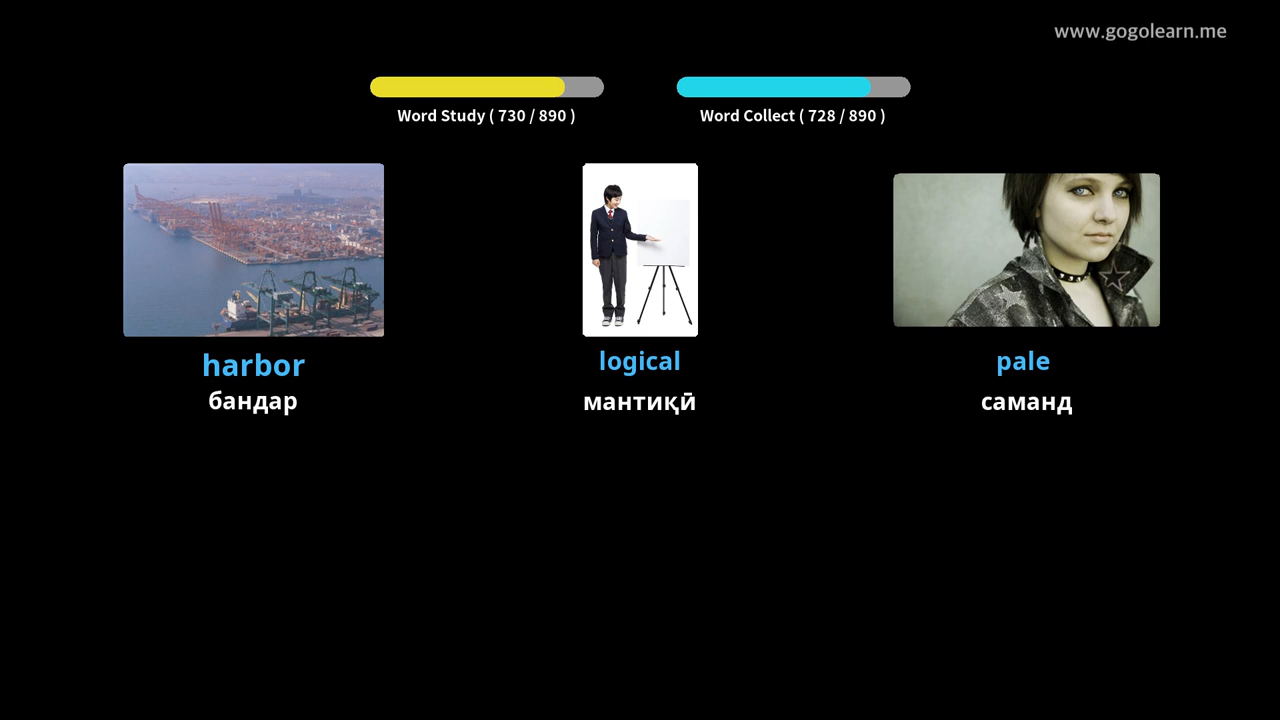 www.gogolearn.me
Word Study ( 730 / 890 )
Word Collect ( 728 / 890 )
harbor
бандар
logical
мантиқӣ
pale
саманд